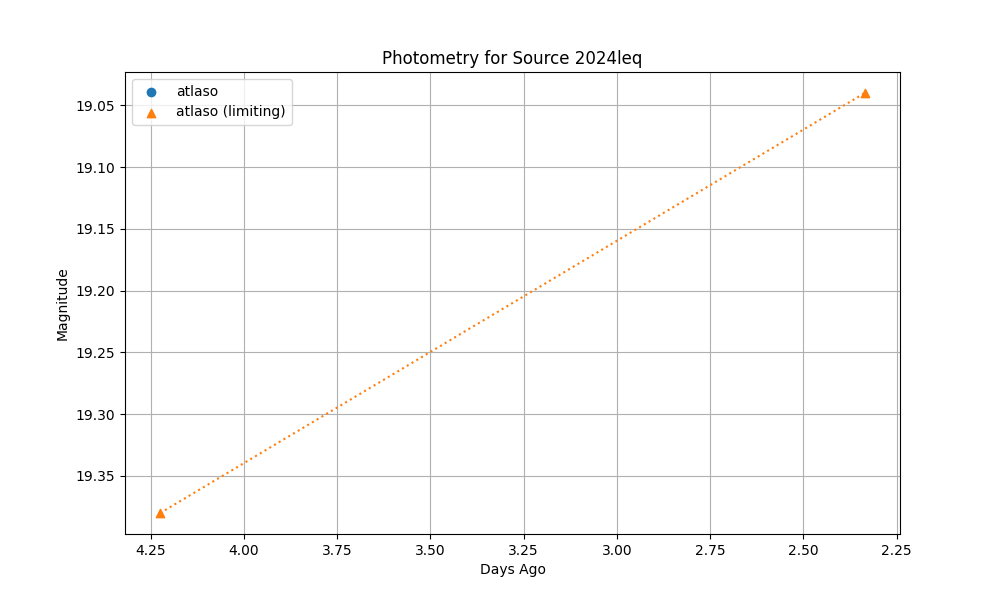 Photometry for Source 2024leq
atlaso
atlaso (limiting)
Magnitude
19.05
19.10
19.15
19.20
19.25
19.30
19.35
4.25 4.00 3.75 3.50 3.25 3.00 2.75 2.50 2.25
Days Ago